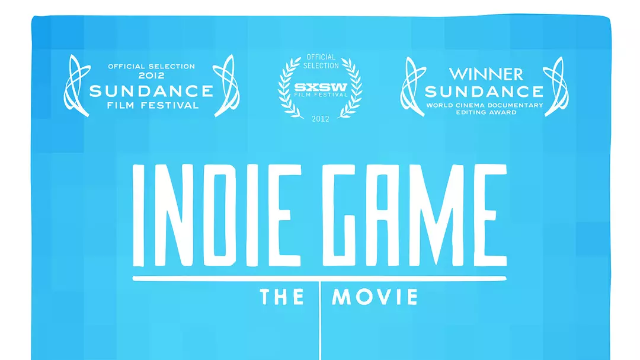 OFFICIAL SELECTION
2012
SUNDANCE
FILM FESTIVAL
OFFICIAL
SELECTION
SXSW
FILM FESTIVAL
2012
WINNER
SUNDANCE
WORLD CINEMA DOCUMENTARY
EDITING AWARD
INDIE GAME
THE MOVIE